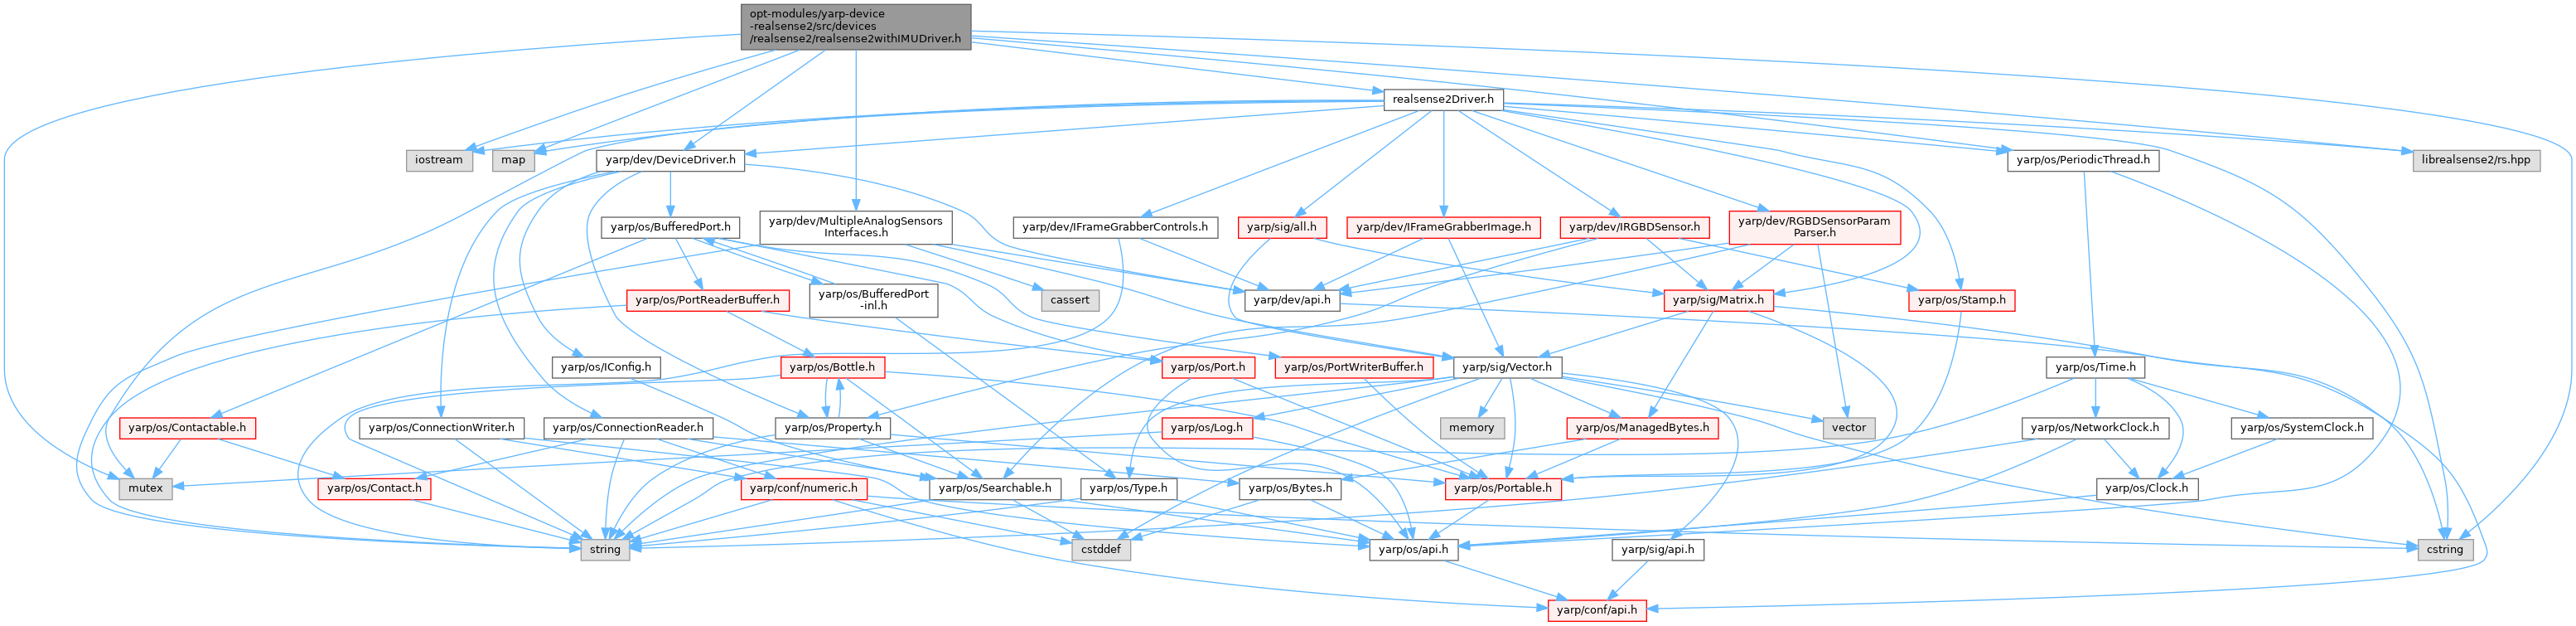 opt-modules/yarp-device
-realsense2/src/devices
/realsense2/realsense2withIMUDriver.h
realsense2Driver.h
iostream
map
yarp/dev/DeviceDriver.h
yarp/os/PeriodicThread.h
librealsense2/rs.hpp
yarp/os/BufferedPort.h
yarp/dev/MultipleAnalogSensors
Interfaces.h
yarp/dev/IFrameGrabberControls.h
yarp/sig/all.h
yarp/dev/IFrameGrabberImage.h
yarp/dev/IRGBDSensor.h
yarp/dev/RGBDSensorParam
Parser.h
yarp/os/PortReaderBuffer.h
yarp/os/BufferedPort
-inl.h
cassert
yarp/dev/api.h
yarp/sig/Matrix.h
yarp/os/Stamp.h
yarp/os/IConfig.h
yarp/os/Bottle.h
yarp/os/Port.h
yarp/os/PortWriterBuffer.h
yarp/sig/Vector.h
yarp/os/Time.h
yarp/os/Contactable.h
yarp/os/ConnectionWriter.h
yarp/os/ConnectionReader.h
yarp/os/Property.h
yarp/os/Log.h
memory
yarp/os/ManagedBytes.h
vector
yarp/os/NetworkClock.h
yarp/os/SystemClock.h
mutex
yarp/os/Contact.h
yarp/conf/numeric.h
yarp/os/Searchable.h
yarp/os/Type.h
yarp/os/Bytes.h
yarp/os/Portable.h
yarp/os/Clock.h
string
cstddef
yarp/os/api.h
yarp/sig/api.h
cstring
yarp/conf/api.h